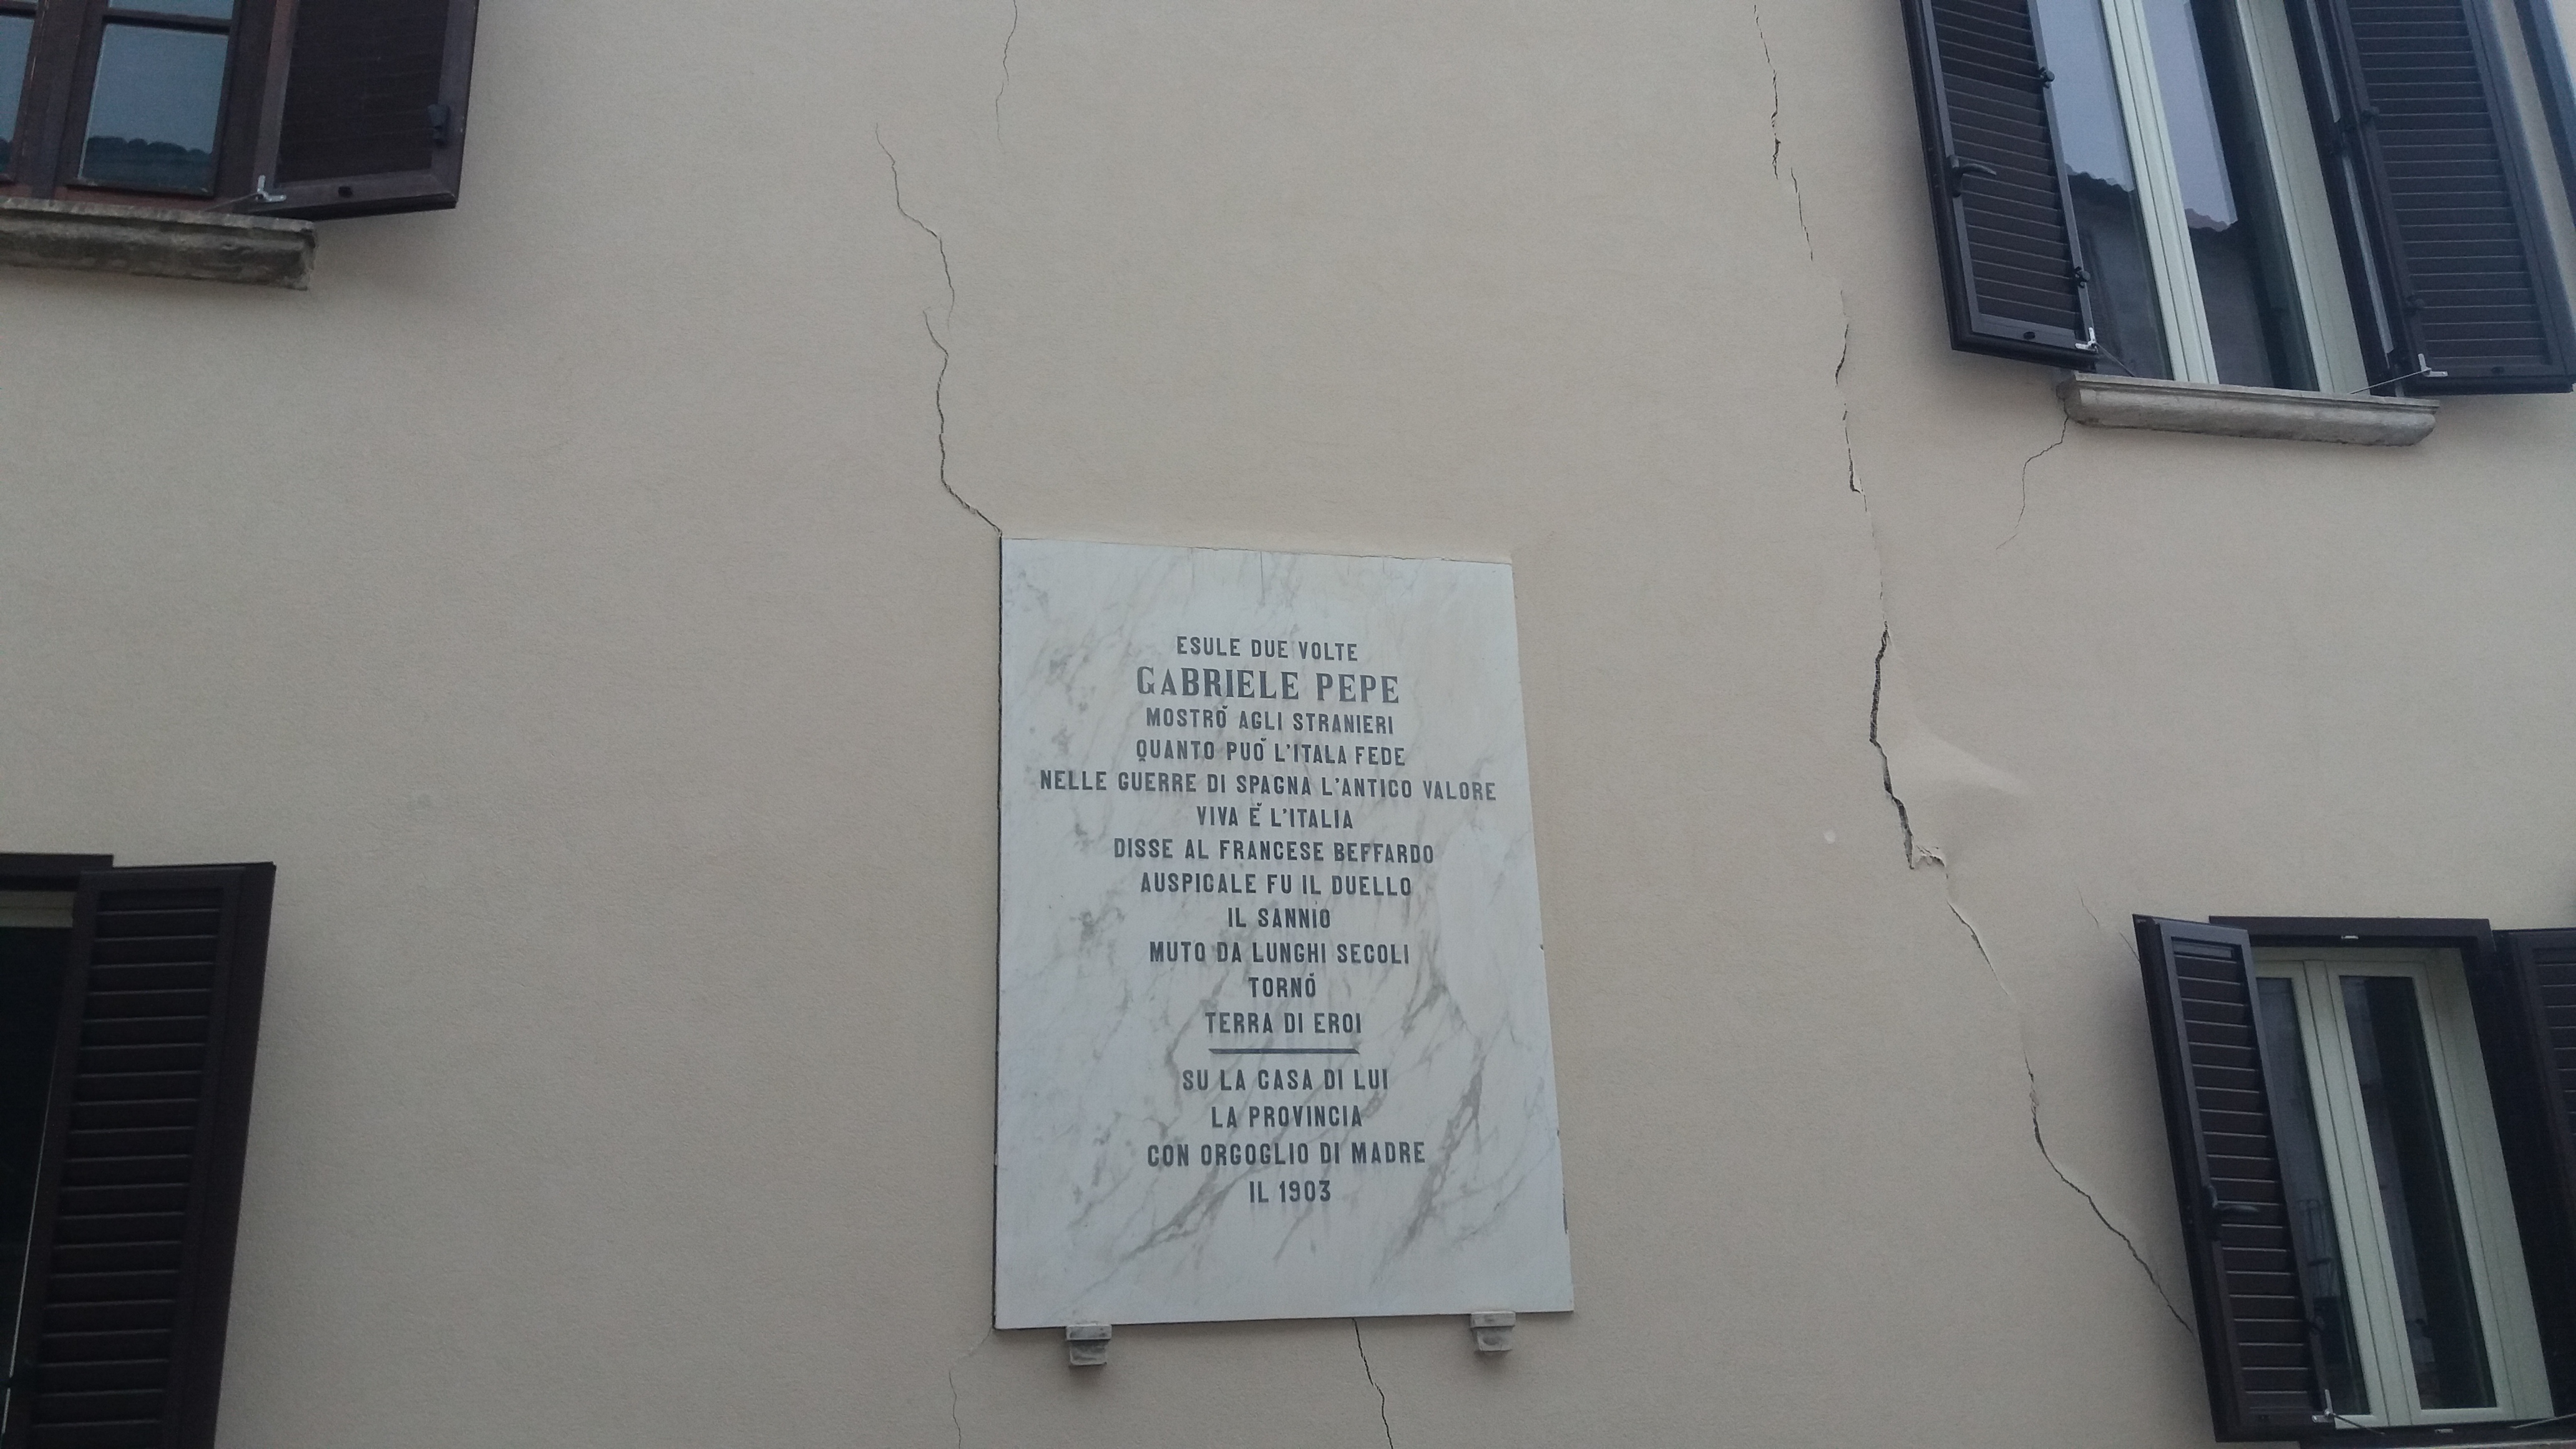 ESULE DUE VOLTE
GABRIELE PEPE
MOSTRÒ AGLI STRANIERI
QUANTO PUÒ L'ITALA FEDE
NELLE GUERRE DI SPAGNA L'ANTICO VALORE
VIVA È L'ITALIA
DISSE AL FRANCESE BEFFARDO
AUSPICALE FU IL DUELLO
IL SANNIO
MUTO DA LUNGHI SECOLI
TORNÓ
TERRA DI EROI
SU LA CASA DI LUI
LA PROVINCIA
CON ORGOGLIO DI MADRE
IL 1903